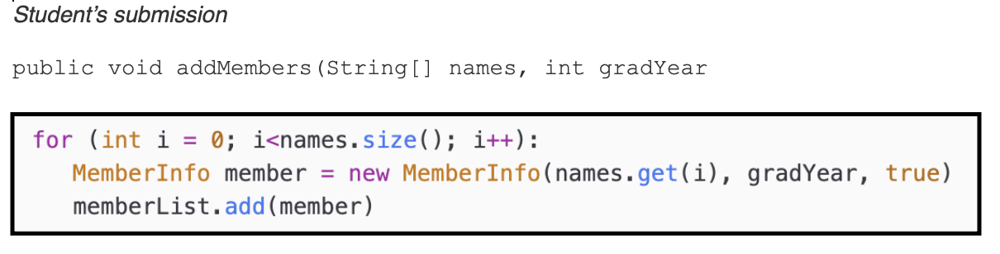 Student's submission
public void addMembers(String[] names, int gradYear
for (int i = 0; i<names.size(); i++):
MemberInfo member = new MemberInfo(names.get(i), gradYear, true)
memberList.add(member)